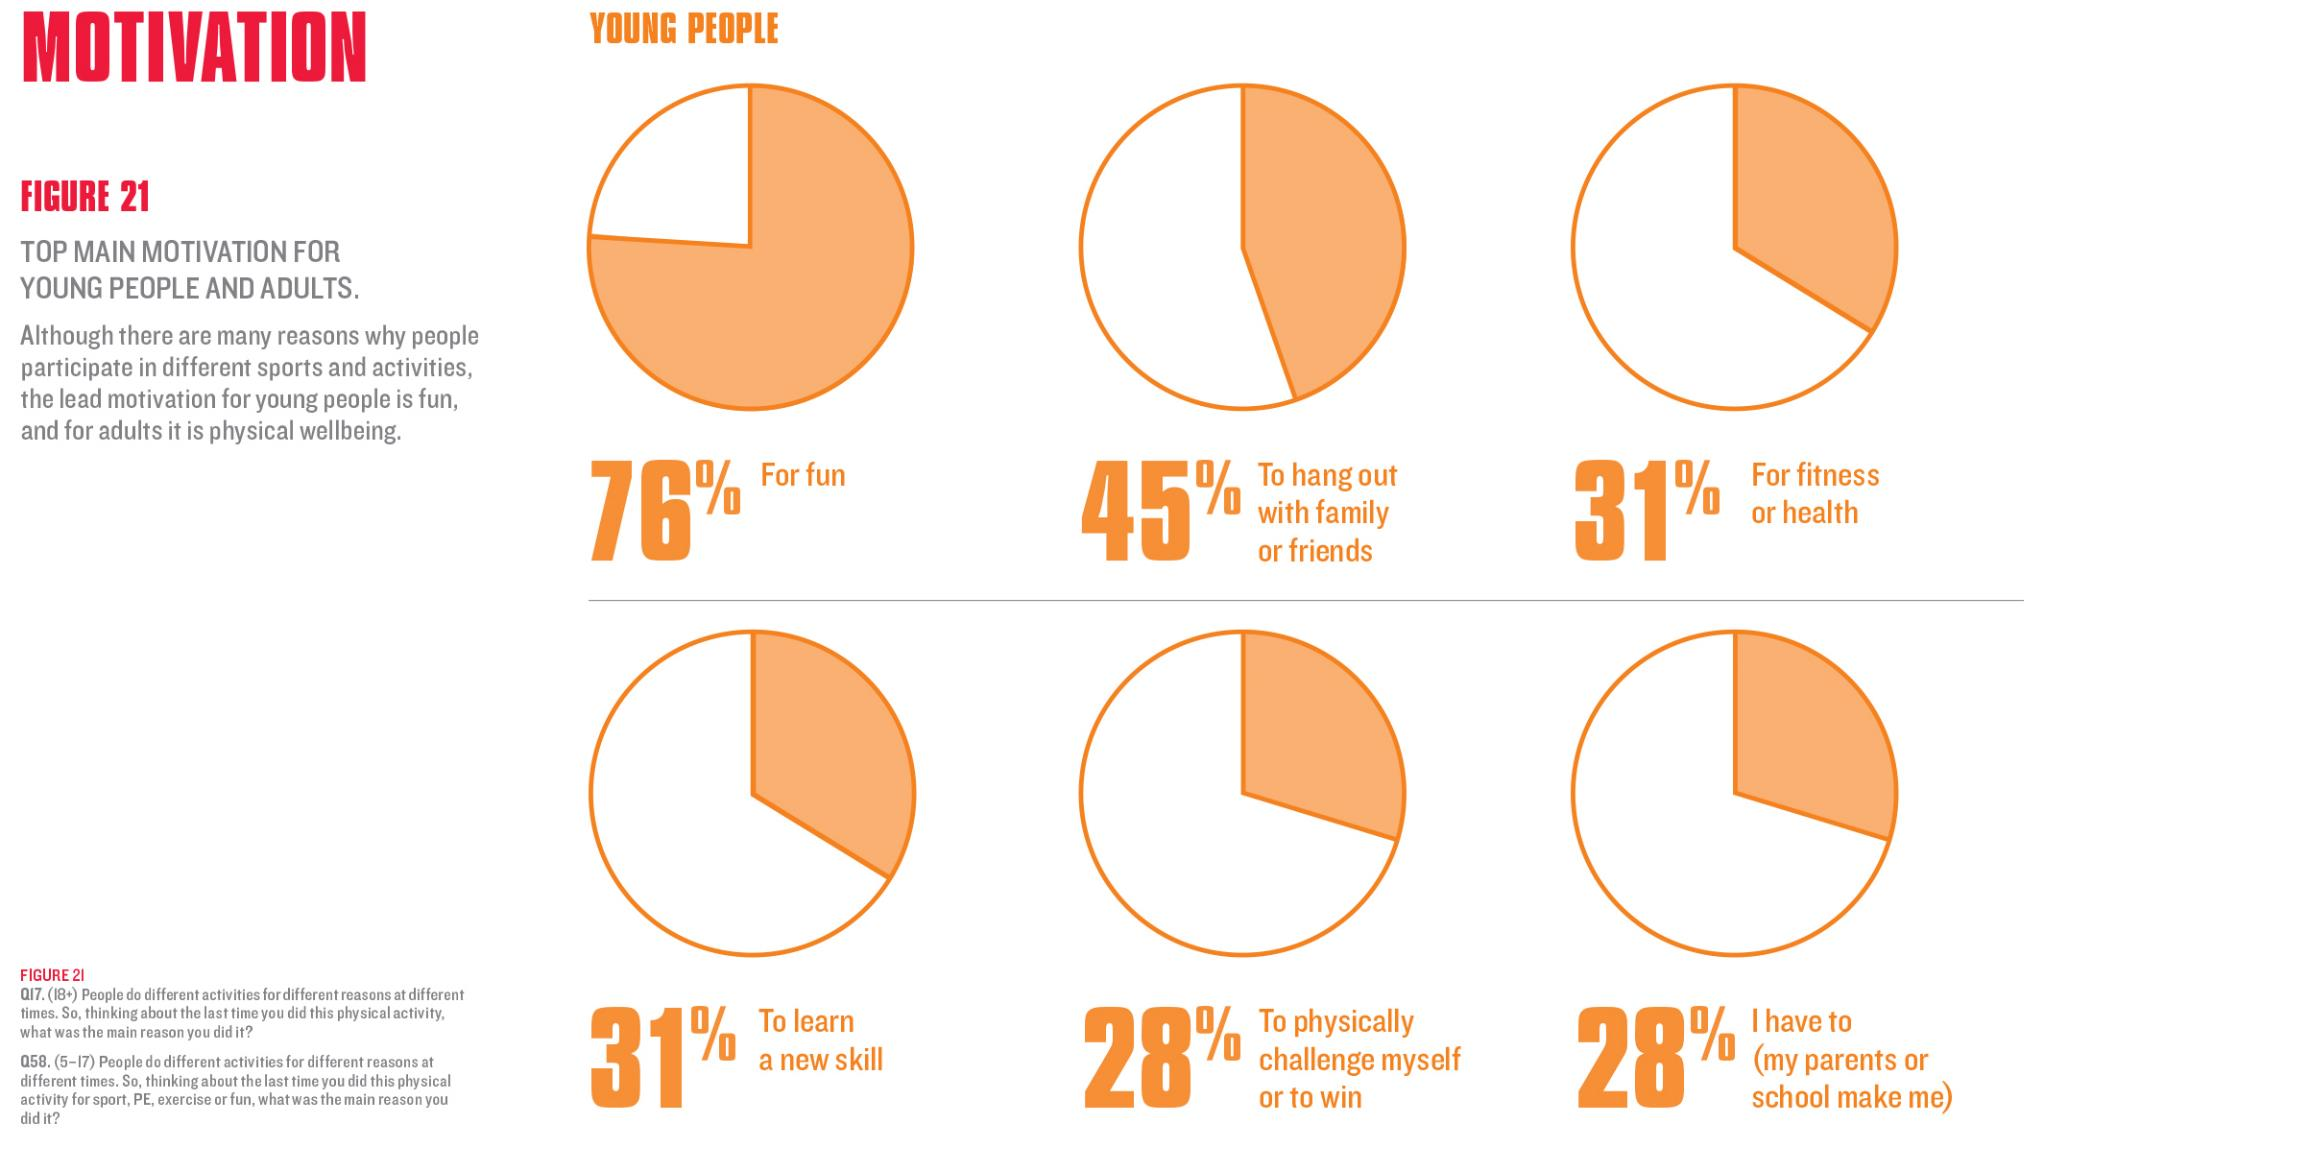 MOTIVATION
FIGURE 21
TOP MAIN MOTIVATION FOR
YOUNG PEOPLE AND ADULTS.
Although there are many reasons why people
participate in different sports and activities,
the lead motivation for young people is fun,
and for adults it is physical wellbeing.
YOUNG PEOPLE
76% For fun
45% To hang out
with family
or friends
31% For fitness
or health
31% To learn
a new skill
28% To physically
challenge myself
or to win
28% I have to
(my parents or
school make me)
FIGURE 21
Q17. (18+) People do different activities for different reasons at different
times. So, thinking about the last time you did this physical activity,
what was the main reason you did it?
Q58. (5–17) People do different activities for different reasons at
different times. So, thinking about the last time you did this physical
activity for sport, PE, exercise or fun, what was the main reason you
did it?